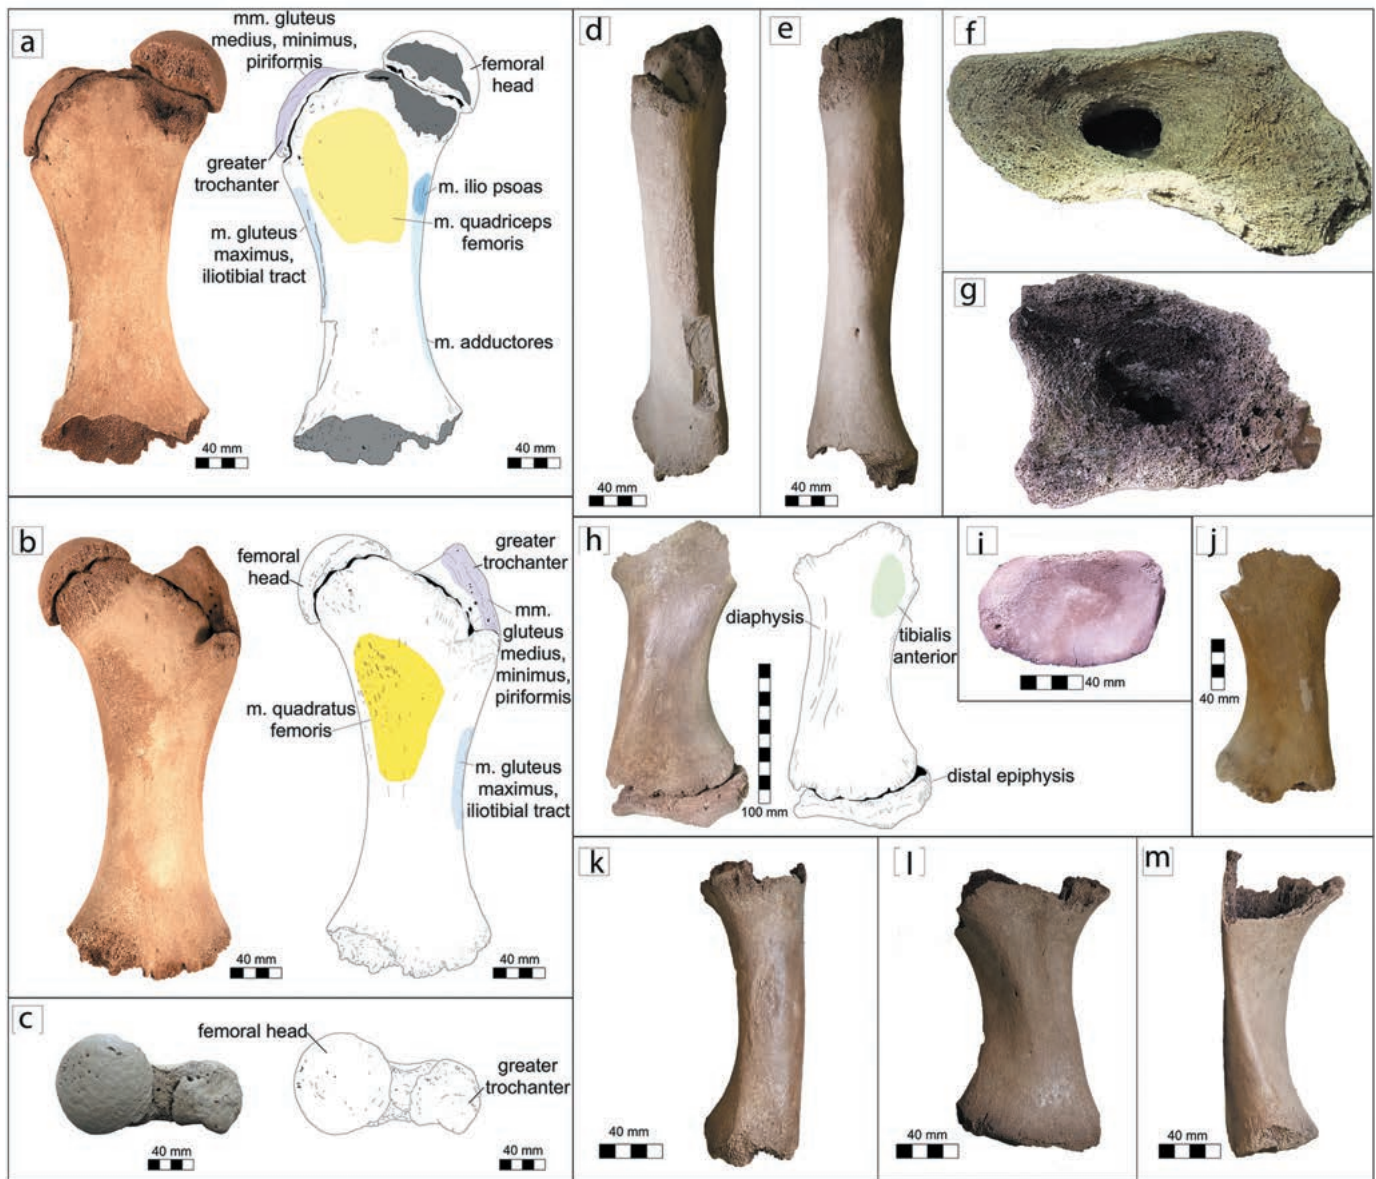 [a]
mm. gluteus
medius, minimus,
piriformis
femoral
head
greater
trochanter
m. ilio psoas
m. quadriceps
femoris
m. gluteus
maximus,
iliotibial tract
m. adductores
40 mm
40 mm
[b]
femoral
head
greater
trochanter
mm.
gluteus
medius,
minimus,
piriformis
m. quadratus
femoris
m. gluteus
maximus,
iliotibial tract
40 mm
40 mm
[c]
femoral head
greater
trochanter
40 mm
40 mm
[d]
40 mm
[e]
40 mm
[f]
[g]
[h]
diaphysis
tibialis
anterior
distal epiphysis
100 mm
[i]
40 mm
[j]
40 mm
[k]
40 mm
[l]
40 mm
[m]
40 mm